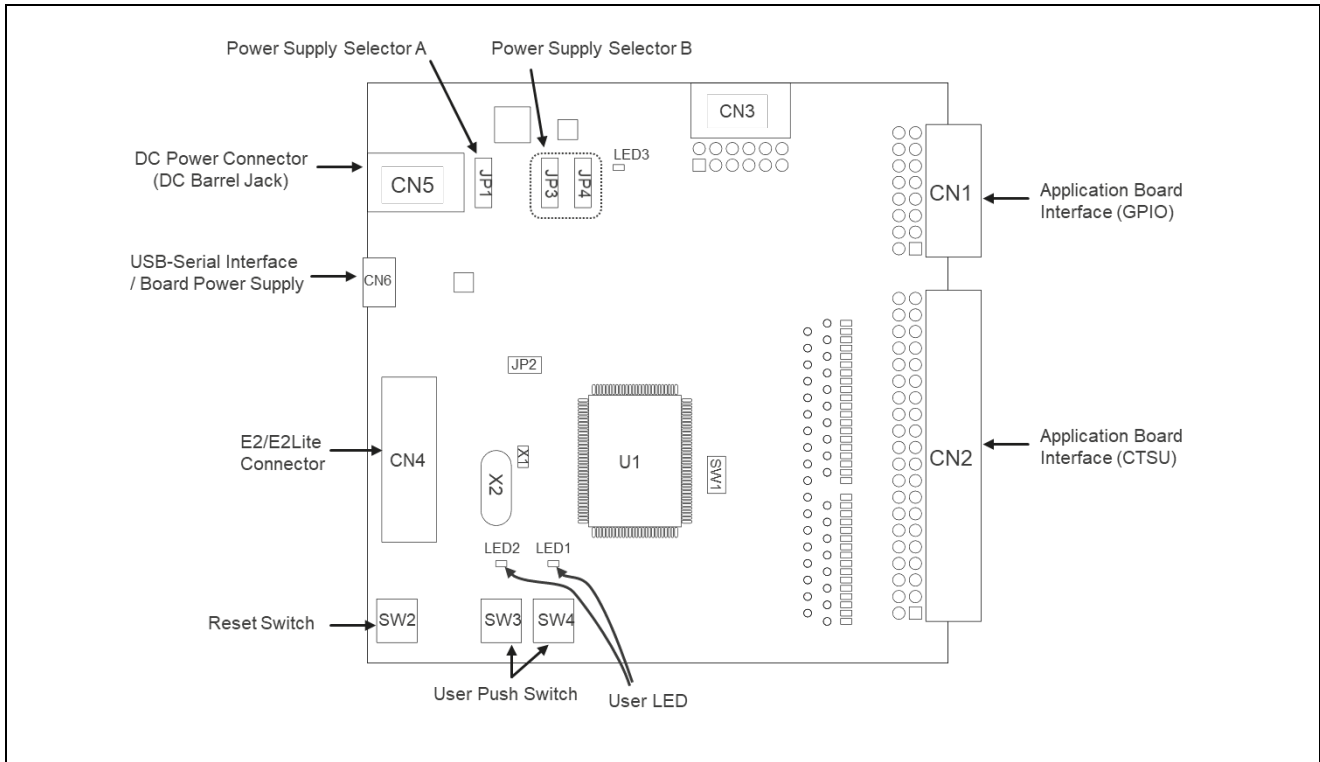 Power Supply Selector A
Power Supply Selector B
CN3
LED3
DC Power Connector
(DC Barrel Jack)
CN5
JP1
JP3
JP4
CN1
Application Board
Interface (GPIO)
USB-Serial Interface
/ Board Power Supply
CN6
JP2
E2/E2Lite
Connector
CN4
X2
X1
U1
SW1
CN2
Application Board
Interface (CTSU)
LED2
LED1
Reset Switch
SW2
SW3
SW4
User Push Switch
User LED